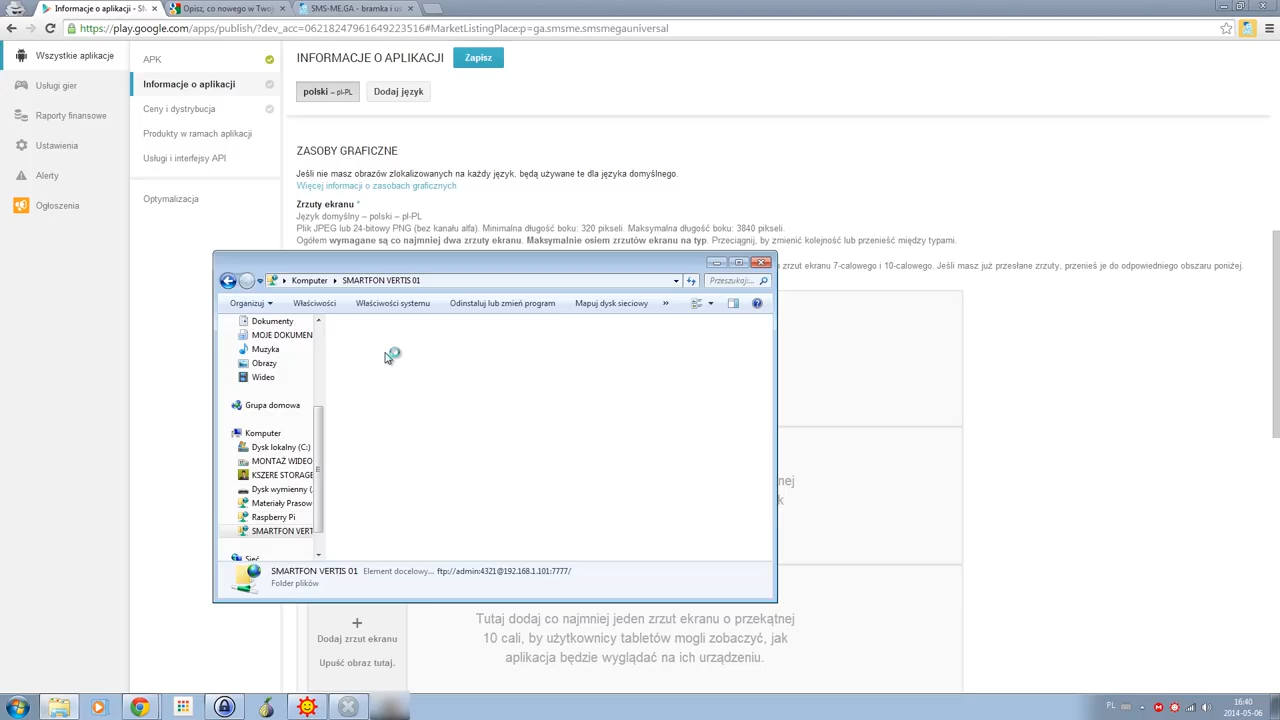 Informacje o aplikacji - S
Opisz, co nowego w Twoj
SMS-ME.GA - bramka i us
https://play.google.com/apps/publish/?dev_acc=06218247961649223516#MarketListingPlace:p=ga.smsme.smsmegauniversal
Wszystkie aplikacje
Usługi gier
Raporty finansowe
Ustawienia
Alerty
Ogłoszenia
APK
Informacje o aplikacji
Ceny i dystrybucja
Produkty w ramach aplikacji
Usługi i interfejsy API
Optymalizacja
INFORMACJE O APLIKACJI
Zapisz
polski – pl-PL
Dodaj język
ZASOBY GRAFICZNE
Jeśli nie masz obrazów zlokalizowanych na każdy język, będą używane te dla języka domyślnego.
Więcej informacji o zasobach graficznych
Zrzuty ekranu *
Język domyślny – polski – pl-PL
Plik JPEG lub 24-bitowy PNG (bez kanału alfa). Minimalna długość boku: 320 pikseli. Maksymalna długość boku: 3840 pikseli.
Ogółem wymagane są co najmniej dwa zrzuty ekranu. Maksymalnie osiem zrzutów ekranu na typ. Przeciągnij, by zmienić kolejność lub przenieść między typami.
zrzut ekranu 7-calowego i 10-calowego. Jeśli masz już przesłane zrzuty, przenieś je do odpowiedniego obszaru poniżej.
Komputer
SMARTFON VERTIS 01
Przeszukaj:...
Organizuj
Właściwości
Właściwości systemu
Odinstaluj lub zmień program
Mapuj dysk sieciowy
»
Dokumenty
MOJE DOKUMEN
Muzyka
Obrazy
Wideo
Grupa domowa
Komputer
Dysk lokalny (C:)
MONTAŻ WIDEO
KSZERE STORAGE
Dysk wymienny (
Materiały Prasow
Raspberry Pi
SMARTFON VERT
Sieć
SMARTFON VERTIS 01 Element docelowy... ftp://admin:4321@192.168.1.101:7777/
Folder plików
nej
k
+
Dodaj zrzut ekranu
Upuść obraz tutaj.
Tutaj dodaj co najmniej jeden zrzut ekranu o przekątnej
10 cali, by użytkownicy tabletów mogli zobaczyć, jak
aplikacja będzie wyglądać na ich urządzeniu.
PL
16:40
2014-05-06